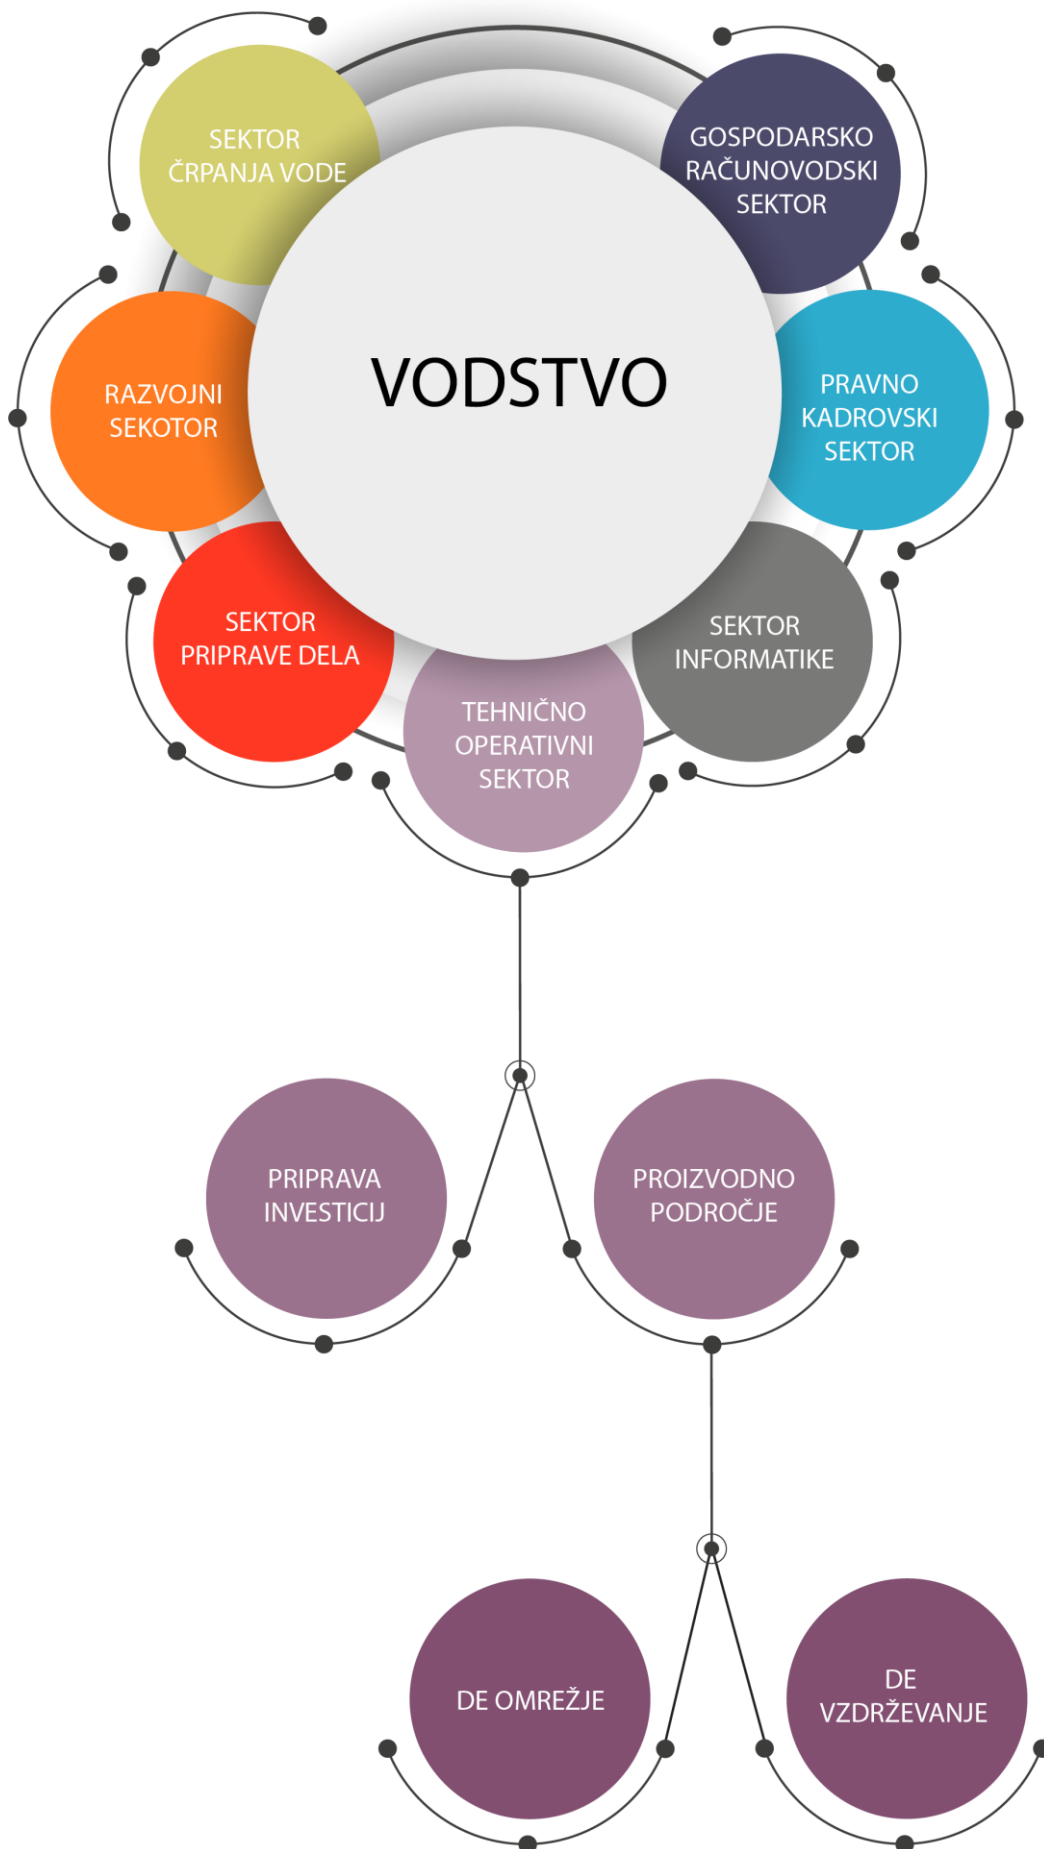 SEKTOR
ČRPANJA VODE
GOSPODARSKO
RAČUNOVODSKI
SEKTOR
VODSTVO
RAZVOJNI
SEKOTOR
PRAVNO
KADROVSKI
SEKTOR
SEKTOR
PRIPRAVE DELA
SEKTOR
INFORMATIKE
TEHNIČNO
OPERATIVNI
SEKTOR
PRIPRAVA
INVESTICIJ
PROIZVODNO
PODROČJE
DE OMREŽJE
DE
VZDRŽEVANJE